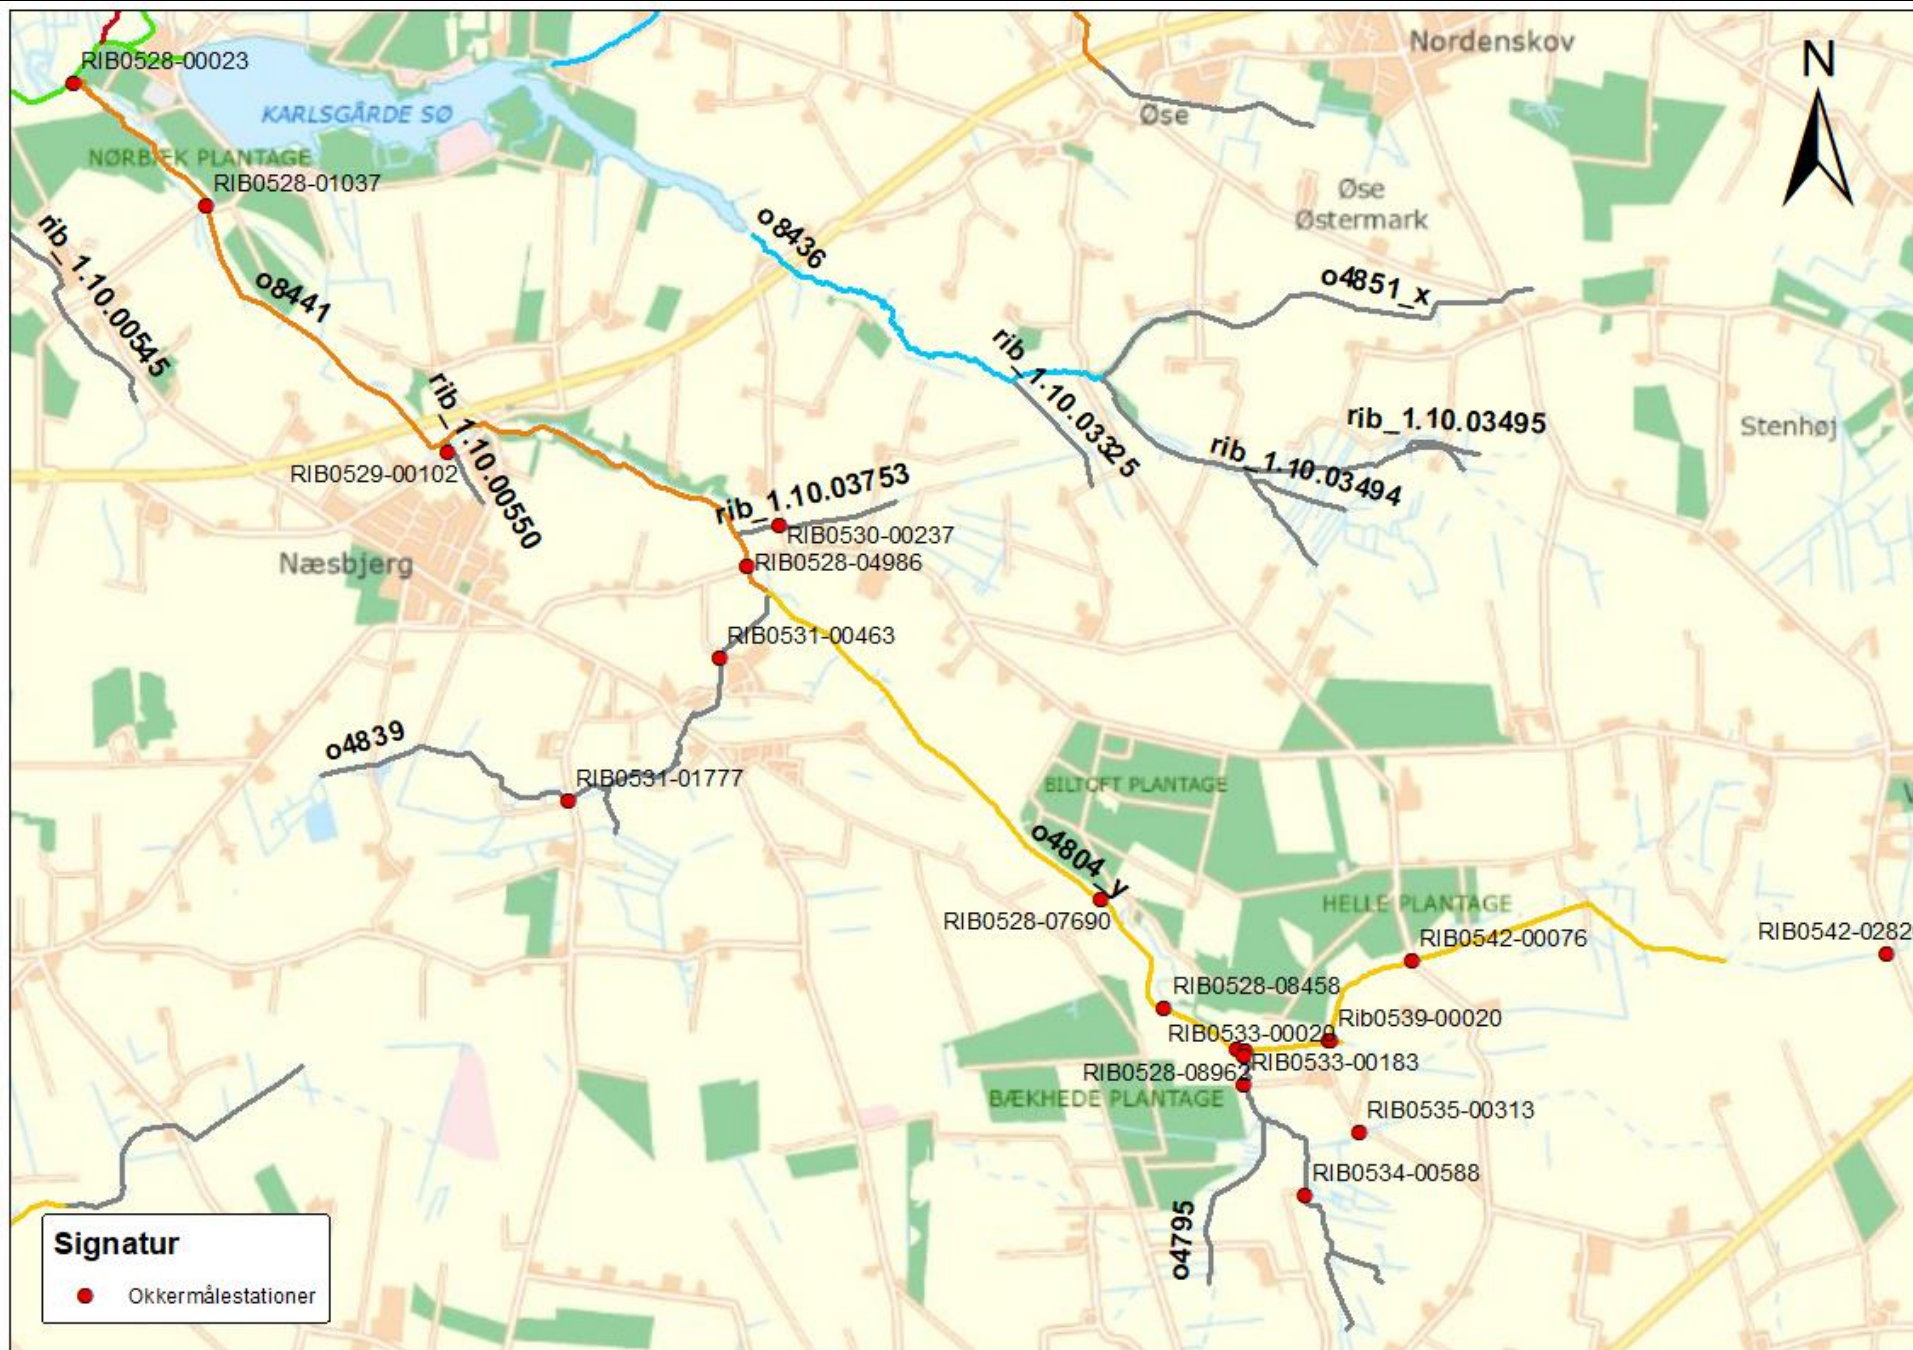 Nordenskov
N
RIB0528-00023
KARLSGÅRDE SØ
Øse
NØRBÆK PLANTAGE
RIB0528-01037
Øse
Østermark
rib_1.10.00545
o8436
o8441
o4851_x
rib_1.10.03325
rib_1.10.00550
rib_1.10.03495
Stenhøj
RIB0529-00102
rib_1.10.03753
rib_1.10.03494
RIB0530-00237
Næsbjerg
RIB0528-04986
RIB0531-00463
o4839
RIB0531-01777
BILTOFT PLANTAGE
V
o4804_y
HELLE PLANTAGE
RIB0528-07690
RIB0542-00076
RIB0542-0282
RIB0528-08458
Rib0539-00020
RIB0533-00020
RIB0533-00183
RIB0528-08962
BÆKHEDE PLANTAGE
RIB0535-00313
RIB0534-00588
o4795
Signatur
Okkermålestationer